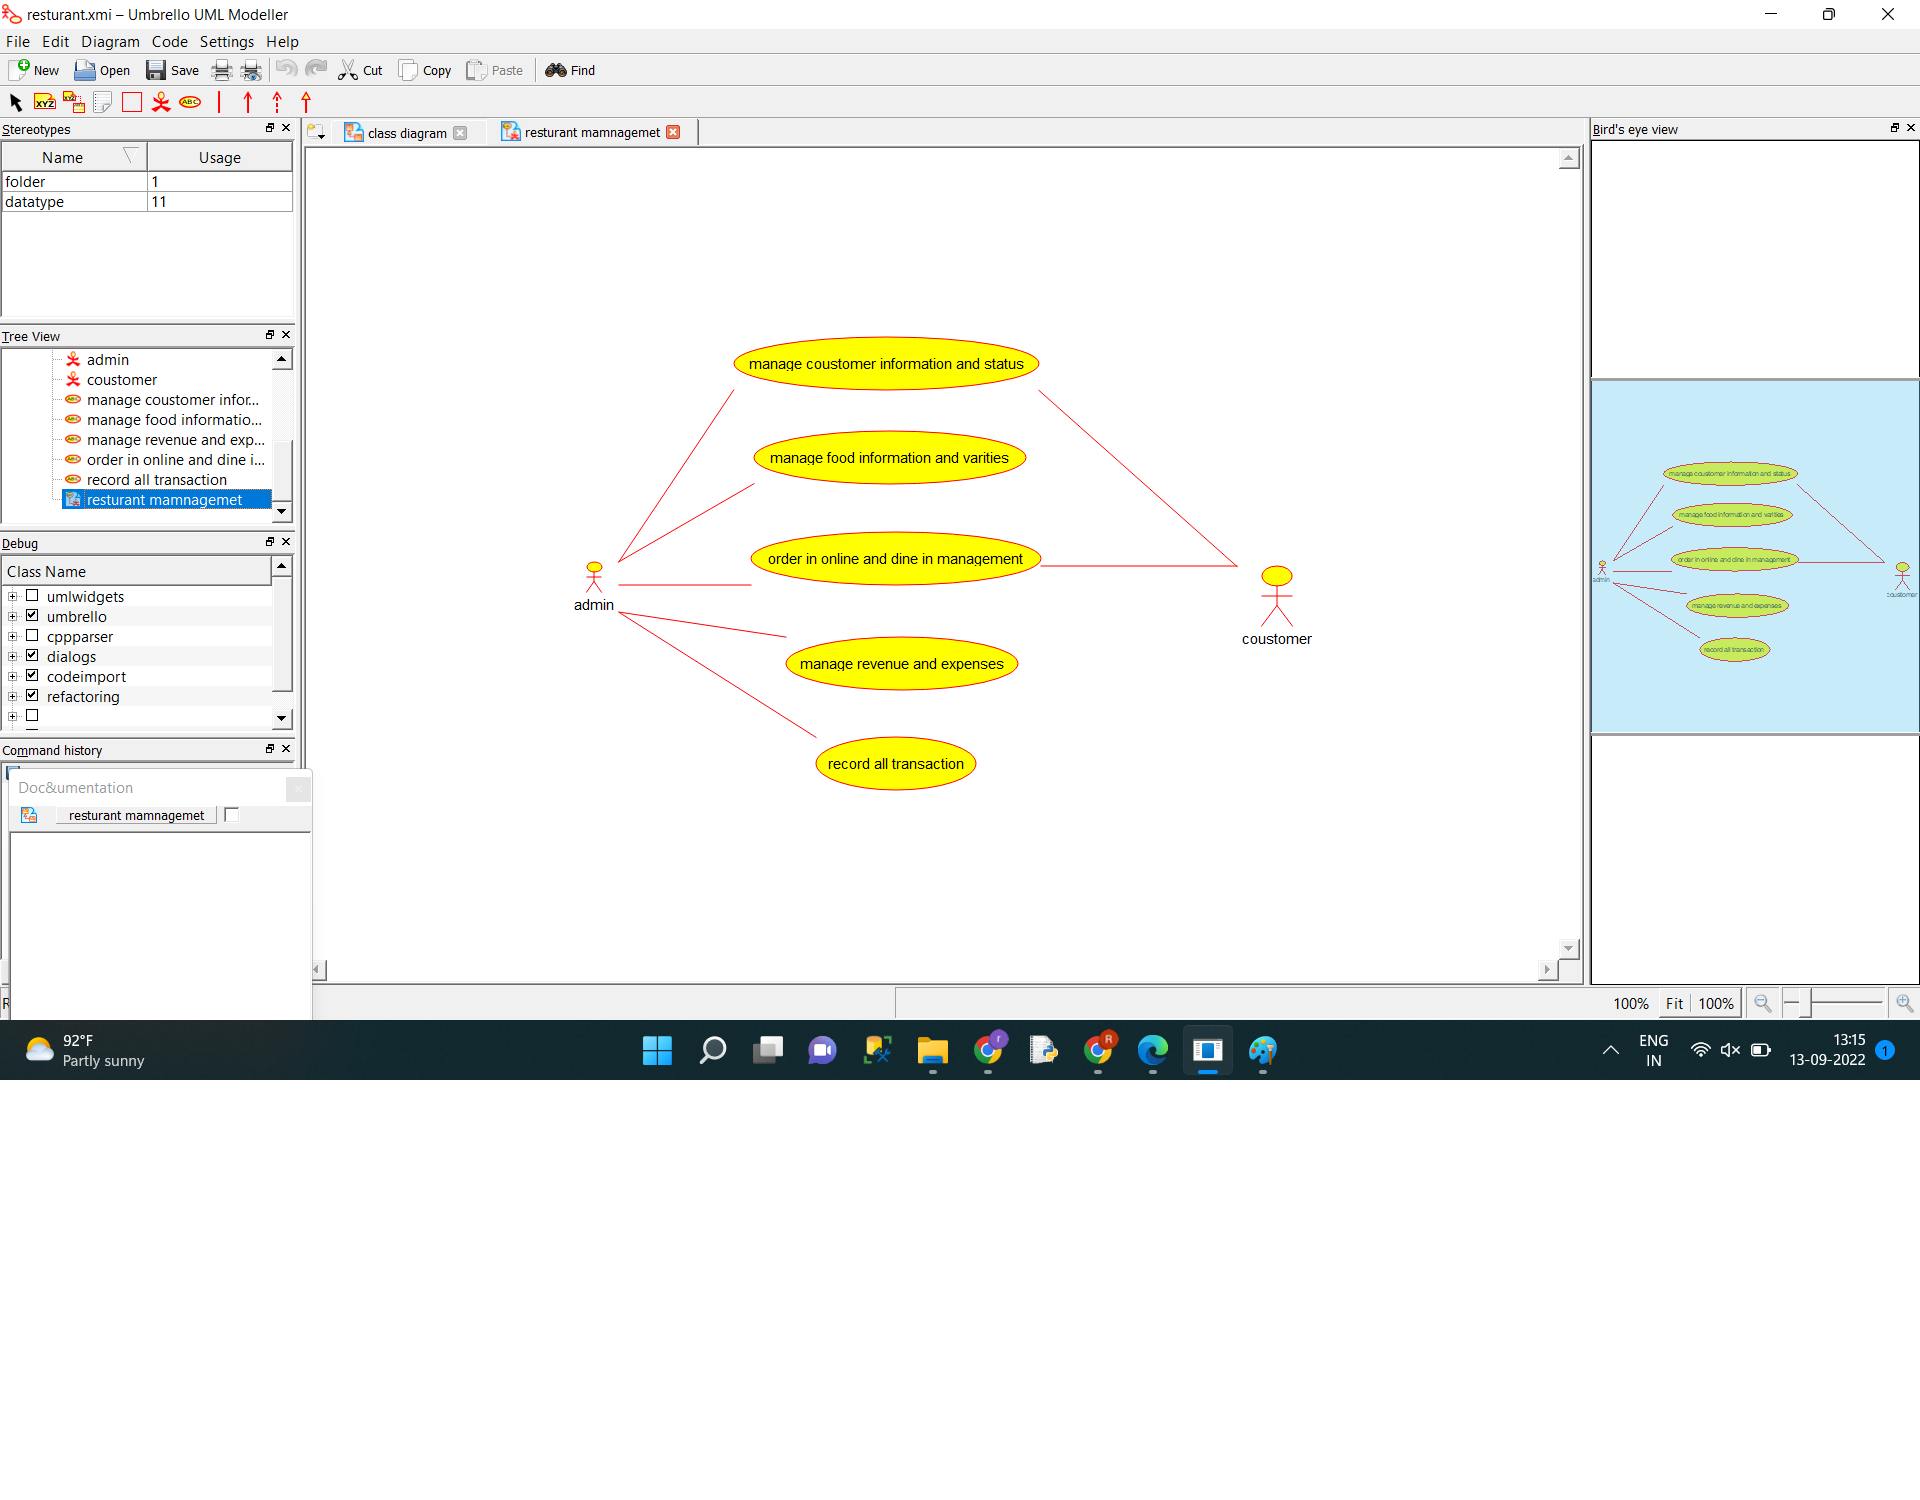 resturant.xmi – Umbrello UML Modeller
File Edit Diagram Code Settings Help
New Open Save Cut Copy Paste Find
XYZ ABC
Stereotypes
Name Usage
folder 1
datatype 11
Tree View
admin
coustomer
manage coustomer infor...
manage food informatio...
manage revenue and exp...
order in online and dine i...
record all transaction
resturant mamnagemet
Debug
Class Name
umlwidgets
umbrello
cppparser
dialogs
codeimport
refactoring
Command history
Doc&umentation
resturant mamnagemet
class diagram
resturant mamnagemet
manage coustomer information and status
manage food information and varities
order in online and dine in management
admin
coustomer
manage revenue and expenses
record all transaction
Bird's eye view
manage coustomer information and status
manage food information and varities
order in online and dine in management
admin
coustomer
manage revenue and expenses
record all transaction
100% Fit 100%
92°F
Partly sunny
ENG
IN
13:15
13-09-2022
1